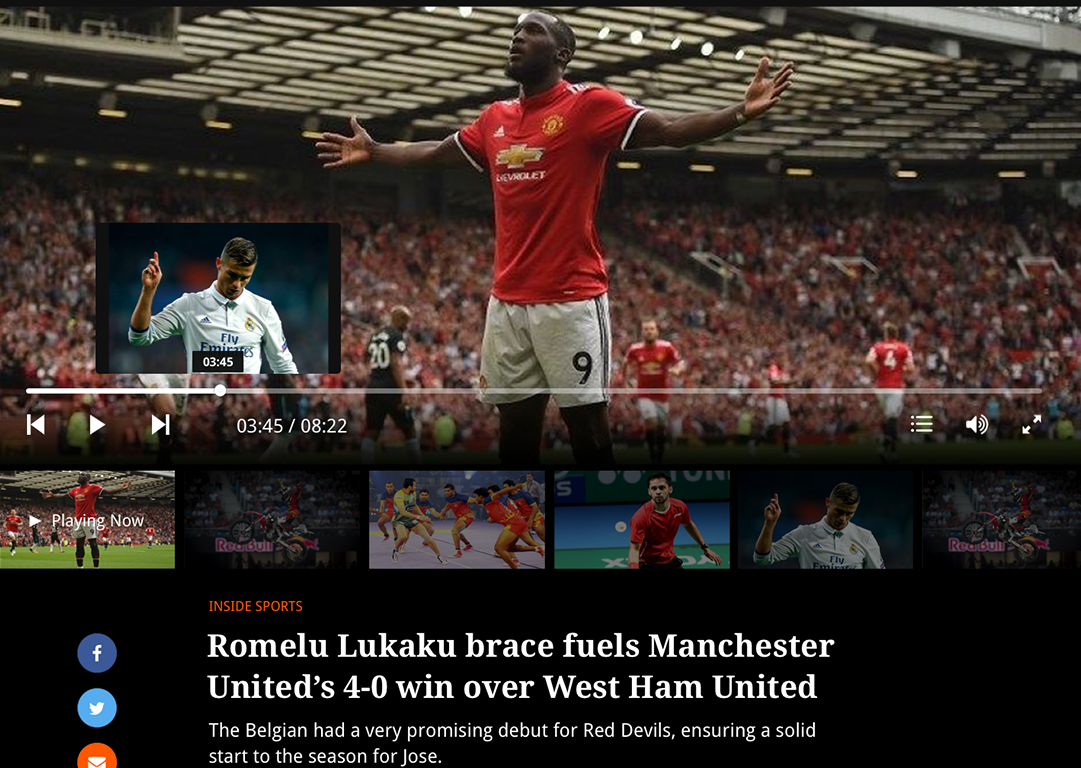 CHEVROLET
20
9
4
Fly
Emirates
03:45
03:45 / 08:22
Playing Now
Red Bull
S
Fly
Emirates
Red Bull
INSIDE SPORTS
Romelu Lukaku brace fuels Manchester
United’s 4-0 win over West Ham United
The Belgian had a very promising debut for Red Devils, ensuring a solid
start to the season for Jose.